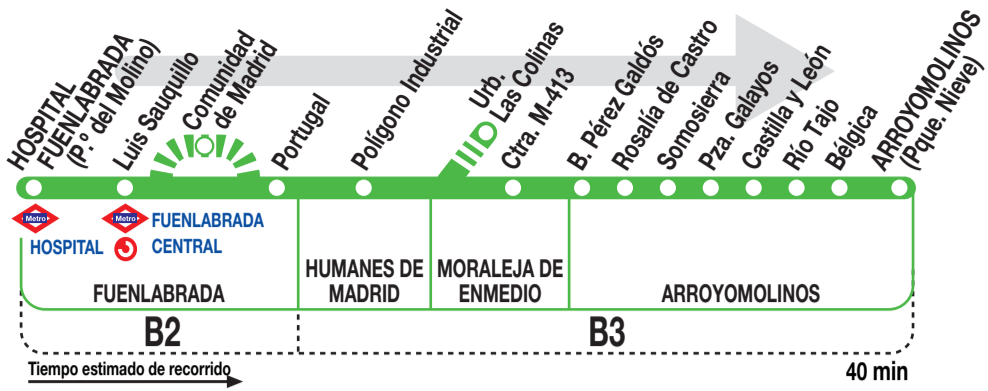 HOSPITAL
FUENLABRADA
(P.º del Molino)
Luis Sauquillo
Comunidad
de Madrid
Portugal
Polígono Industrial
Urb.
Las Colinas
Ctra. M-413
B. Pérez Galdós
Rosalía de Castro
Somosierra
Pza. Galayos
Castilla y León
Río Tajo
Bélgica
ARROYOMOLINOS
(Pque. Nieve)
Metro
HOSPITAL
Metro
FUENLABRADA
CENTRAL
FUENLABRADA
HUMANES DE
MADRID
MORALEJA DE
ENMEDIO
ARROYOMOLINOS
B2
B3
Tiempo estimado de recorrido
40 min